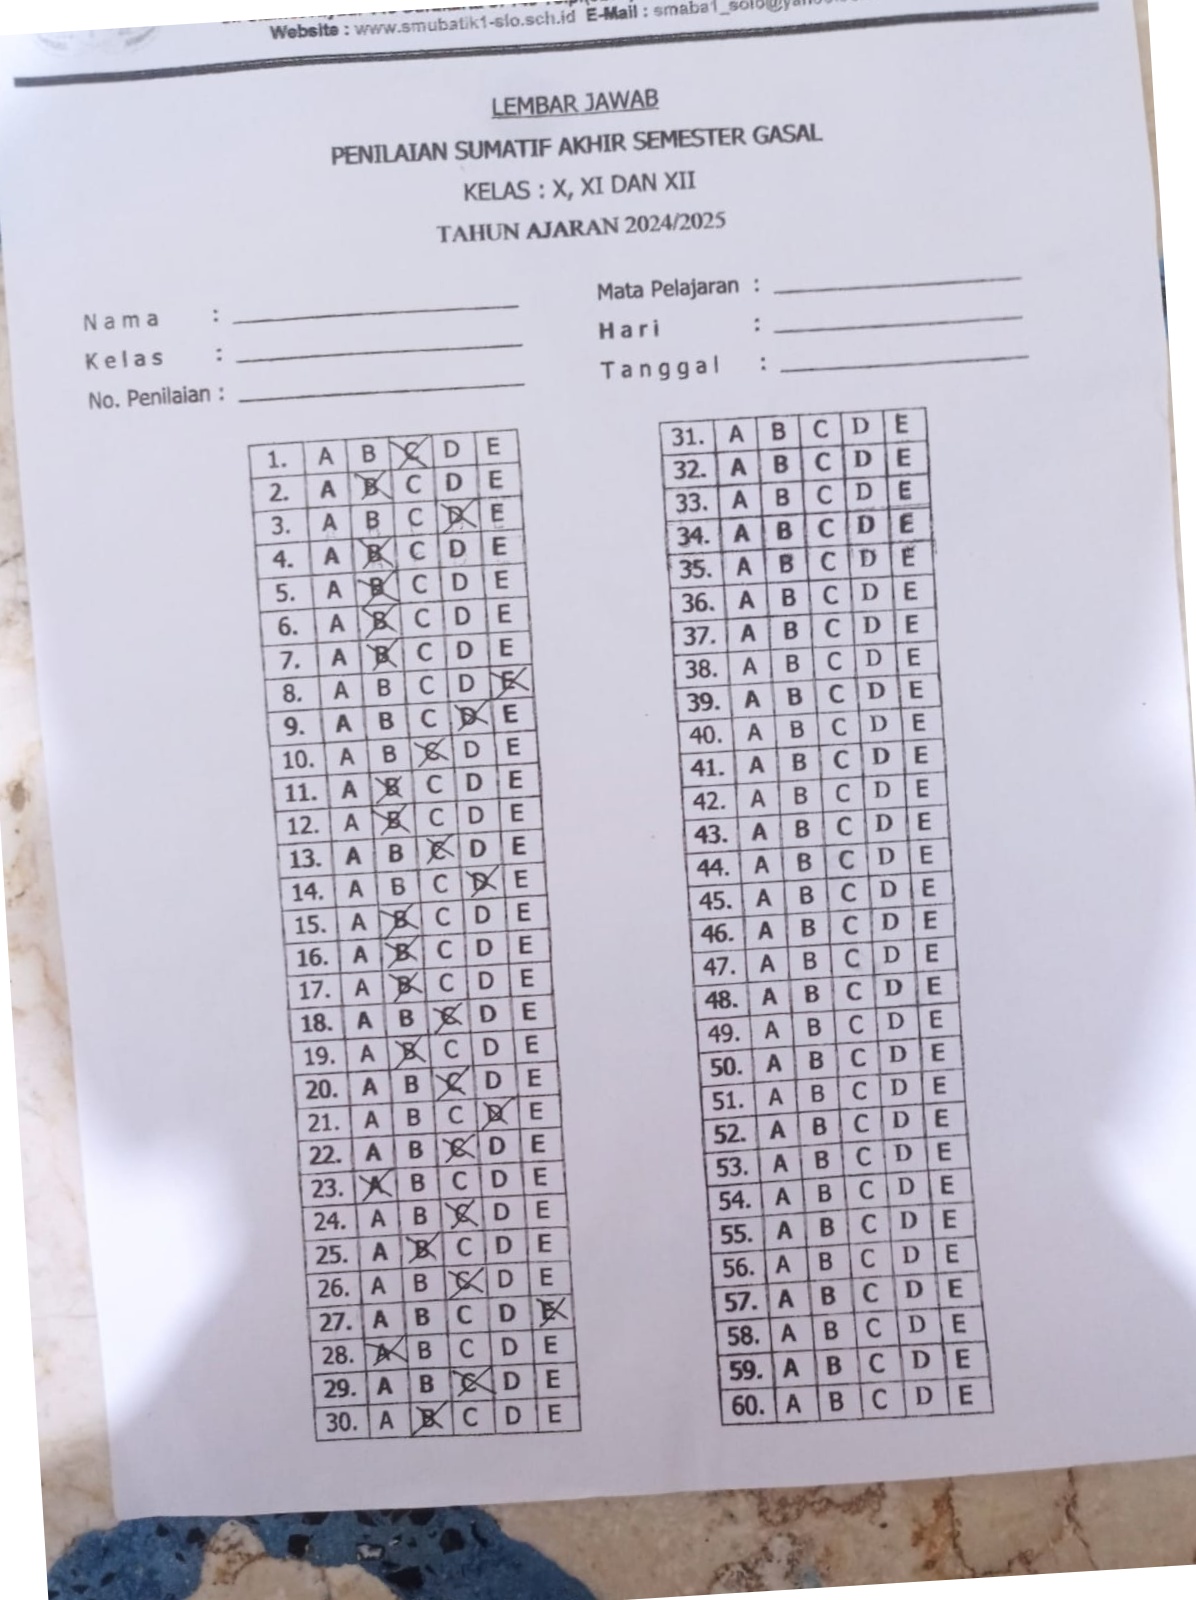 Website : www.smubatik1-slo.sch.id E-Mail :
LEMBAR JAWAB
PENILAIAN SUMATIF AKHIR SEMESTER GASAL
KELAS : X, XI DAN XII
TAHUN AJARAN 2024/2025
Nama :
Kelas :
No. Penilaian :
Mata Pelajaran :
Hari :
Tanggal :
1. A B C D E
2. A B C D E
3. A B C D E
4. A B C D E
5. A B C D E
6. A B C D E
7. A B C D E
8. A B C D E
9. A B C D E
10. A B C D E
11. A B C D E
12. A B C D E
13. A B C D E
14. A B C D E
15. A B C D E
16. A B C D E
17. A B C D E
18. A B C D E
19. A B C D E
20. A B C D E
21. A B C D E
22. A B C D E
23. A B C D E
24. A B C D E
25. A B C D E
26. A B C D E
27. A B C D E
28. A B C D E
29. A B C D E
30. A B C D E
31. A B C D E
32. A B C D E
33. A B C D E
34. A B C D E
35. A B C D E
36. A B C D E
37. A B C D E
38. A B C D E
39. A B C D E
40. A B C D E
41. A B C D E
42. A B C D E
43. A B C D E
44. A B C D E
45. A B C D E
46. A B C D E
47. A B C D E
48. A B C D E
49. A B C D E
50. A B C D E
51. A B C D E
52. A B C D E
53. A B C D E
54. A B C D E
55. A B C D E
56. A B C D E
57. A B C D E
58. A B C D E
59. A B C D E
60. A B C D E